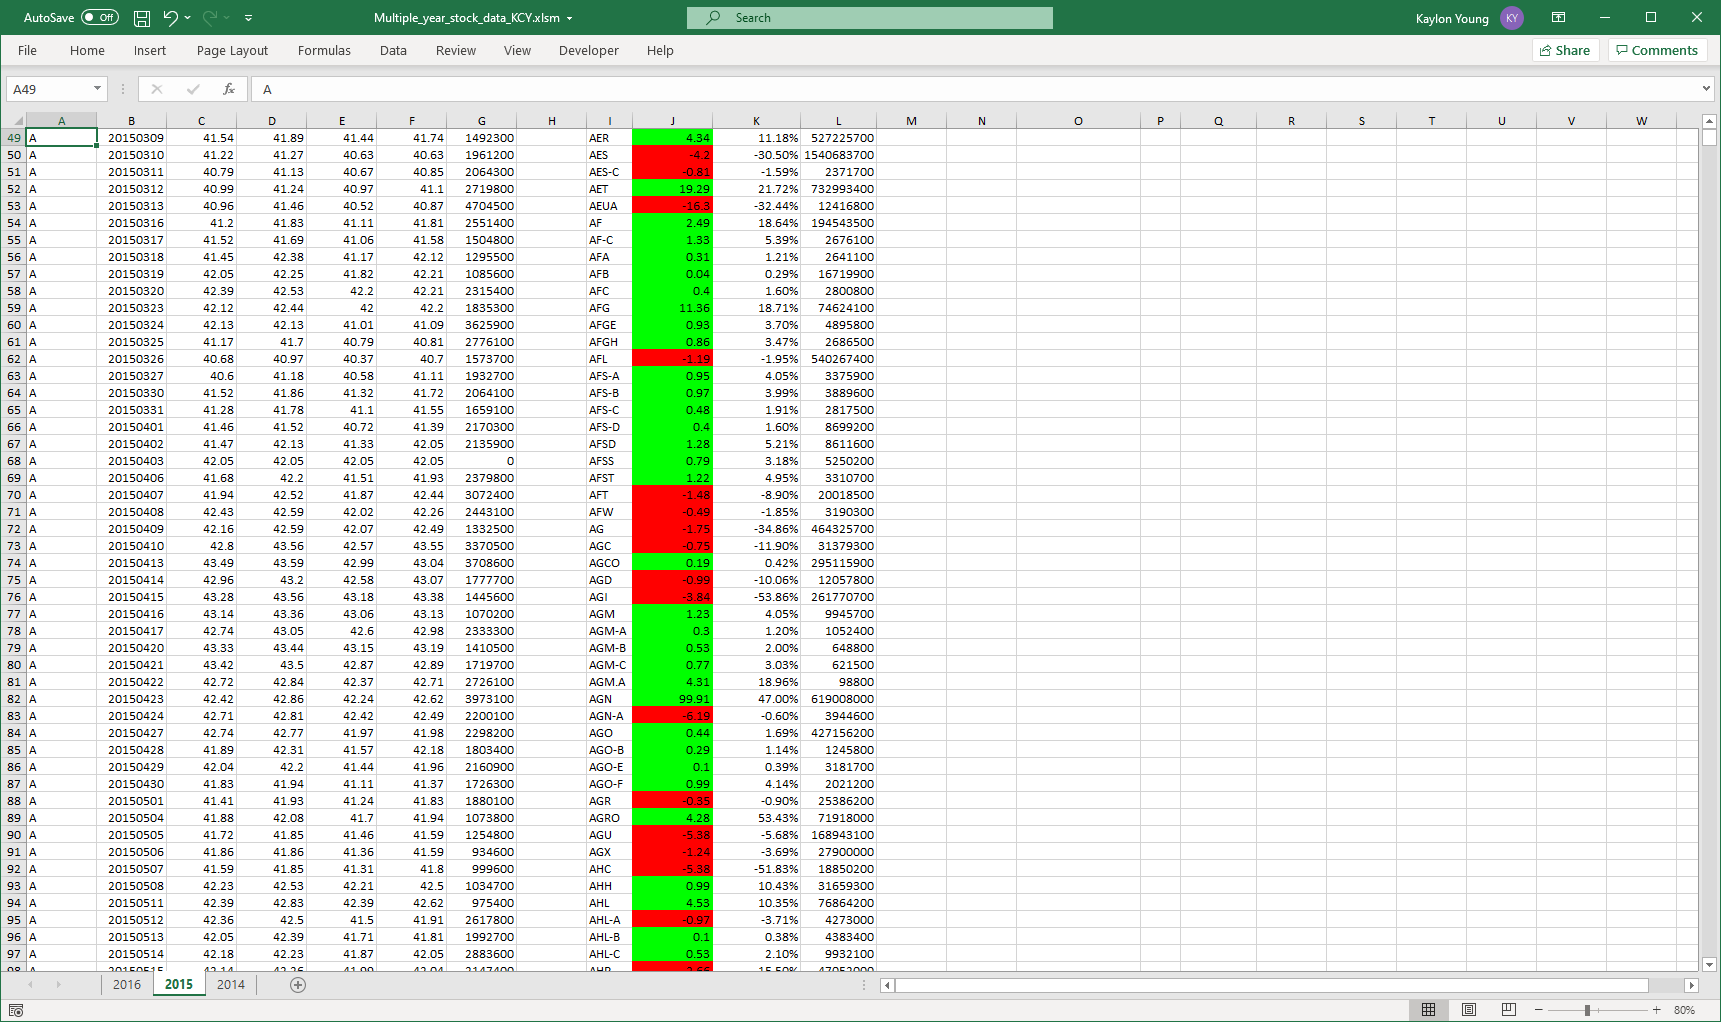 AutoSave Off Multiple_year_stock_data_KCY.xlsm Search Kaylon Young KY
File Home Insert Page Layout Formulas Data Review View Developer Help Share Comments
A49 fx A
A B C D E F G H I J K L M N O P Q R S T U V W
49 A 20150309 41.54 41.89 41.44 41.74 1492300 AER 4.34 11.18% 527225700
50 A 20150310 41.22 41.27 40.63 40.63 1961200 AES -4.2 -30.50% 1540683700
51 A 20150311 40.79 41.13 40.67 40.85 2064300 AES-C -0.81 -1.59% 2371700
52 A 20150312 40.99 41.24 40.97 41.1 2719800 AET 19.29 21.72% 732993400
53 A 20150313 40.96 41.46 40.52 40.87 4704500 AEUA -16.3 -32.44% 12416800
54 A 20150316 41.2 41.83 41.11 41.81 2551400 AF 2.49 18.64% 194543500
55 A 20150317 41.52 41.69 41.06 41.58 1504800 AF-C 1.33 5.39% 2676100
56 A 20150318 41.45 42.38 41.17 42.12 1295500 AFA 0.31 1.21% 2641100
57 A 20150319 42.05 42.25 41.82 42.21 1085600 AFB 0.04 0.29% 16719900
58 A 20150320 42.39 42.53 42.2 42.21 2315400 AFC 0.4 1.60% 2800800
59 A 20150323 42.12 42.44 42 42.2 1835300 AFG 11.36 18.71% 74624100
60 A 20150324 42.13 42.13 41.01 41.09 3625900 AFGE 0.93 3.70% 4895800
61 A 20150325 41.17 41.7 40.79 40.81 2776100 AFGH 0.86 3.47% 2686500
62 A 20150326 40.68 40.97 40.37 40.7 1573700 AFL -1.19 -1.95% 540267400
63 A 20150327 40.6 41.18 40.58 41.11 1932700 AFS-A 0.95 4.05% 3375900
64 A 20150330 41.52 41.86 41.32 41.72 2064100 AFS-B 0.97 3.99% 3889600
65 A 20150331 41.28 41.78 41.1 41.55 1659100 AFS-C 0.48 1.91% 2817500
66 A 20150401 41.46 41.52 40.72 41.39 2170300 AFS-D 0.4 1.60% 8699200
67 A 20150402 41.47 42.13 41.33 42.05 2135900 AFSD 1.28 5.21% 8611600
68 A 20150403 42.05 42.05 42.05 42.05 0 AFSS 0.79 3.18% 5250200
69 A 20150406 41.68 42.2 41.51 41.93 2379800 AFST 1.22 4.95% 3310700
70 A 20150407 41.94 42.52 41.87 42.44 3072400 AFT -1.48 -8.90% 20018500
71 A 20150408 42.43 42.59 42.02 42.26 2443100 AFW -0.49 -1.85% 3190300
72 A 20150409 42.16 42.59 42.07 42.49 1332500 AG -1.75 -34.86% 464325700
73 A 20150410 42.8 43.56 42.57 43.55 3370500 AGC -0.75 -11.90% 31379300
74 A 20150413 43.49 43.59 42.99 43.04 3708600 AGCO 0.19 0.42% 295115900
75 A 20150414 42.96 43.2 42.58 43.07 1777700 AGD -0.99 -10.06% 12057800
76 A 20150415 43.28 43.56 43.18 43.38 1445600 AGI -3.84 -53.86% 261770700
77 A 20150416 43.14 43.36 43.06 43.13 1070200 AGM 1.23 4.05% 9945700
78 A 20150417 42.74 43.05 42.6 42.98 2333300 AGM-A 0.3 1.20% 1052400
79 A 20150420 43.33 43.44 43.15 43.19 1410500 AGM-B 0.53 2.00% 648800
80 A 20150421 43.42 43.5 42.87 42.89 1719700 AGM-C 0.77 3.03% 621500
81 A 20150422 42.72 42.84 42.37 42.71 2726100 AGM.A 4.31 18.96% 98800
82 A 20150423 42.42 42.86 42.24 42.62 3973100 AGN 99.91 47.00% 619008000
83 A 20150424 42.71 42.81 42.42 42.49 2200100 AGN-A -6.19 -0.60% 3944600
84 A 20150427 42.74 42.77 41.97 41.98 2298200 AGO 0.44 1.69% 427156200
85 A 20150428 41.89 42.31 41.57 42.18 1803400 AGO-B 0.29 1.14% 1245800
86 A 20150429 42.04 42.2 41.44 41.96 2160900 AGO-E 0.1 0.39% 3181700
87 A 20150430 41.83 41.94 41.11 41.37 1726300 AGO-F 0.99 4.14% 2021200
88 A 20150501 41.41 41.93 41.24 41.83 1880100 AGR -0.35 -0.90% 25386200
89 A 20150504 41.88 42.08 41.7 41.94 1073800 AGRO 4.28 53.43% 71918000
90 A 20150505 41.72 41.85 41.46 41.59 1254800 AGU -5.38 -5.68% 168943100
91 A 20150506 41.86 41.86 41.36 41.59 934600 AGX -1.24 -3.69% 27900000
92 A 20150507 41.59 41.85 41.31 41.8 999600 AHC -5.38 -51.83% 18850200
93 A 20150508 42.23 42.53 42.21 42.5 1034700 AHH 0.99 10.43% 31659300
94 A 20150511 42.39 42.83 42.39 42.62 975400 AHL 4.53 10.35% 76864200
95 A 20150512 42.36 42.5 41.5 41.91 2617800 AHL-A -0.97 -3.71% 4273000
96 A 20150513 42.05 42.39 41.71 41.81 1992700 AHL-B 0.1 0.38% 4383400
97 A 20150514 42.18 42.23 41.87 42.05 2883600 AHL-C 0.53 2.10% 9932100
2016 2015 2014
80%